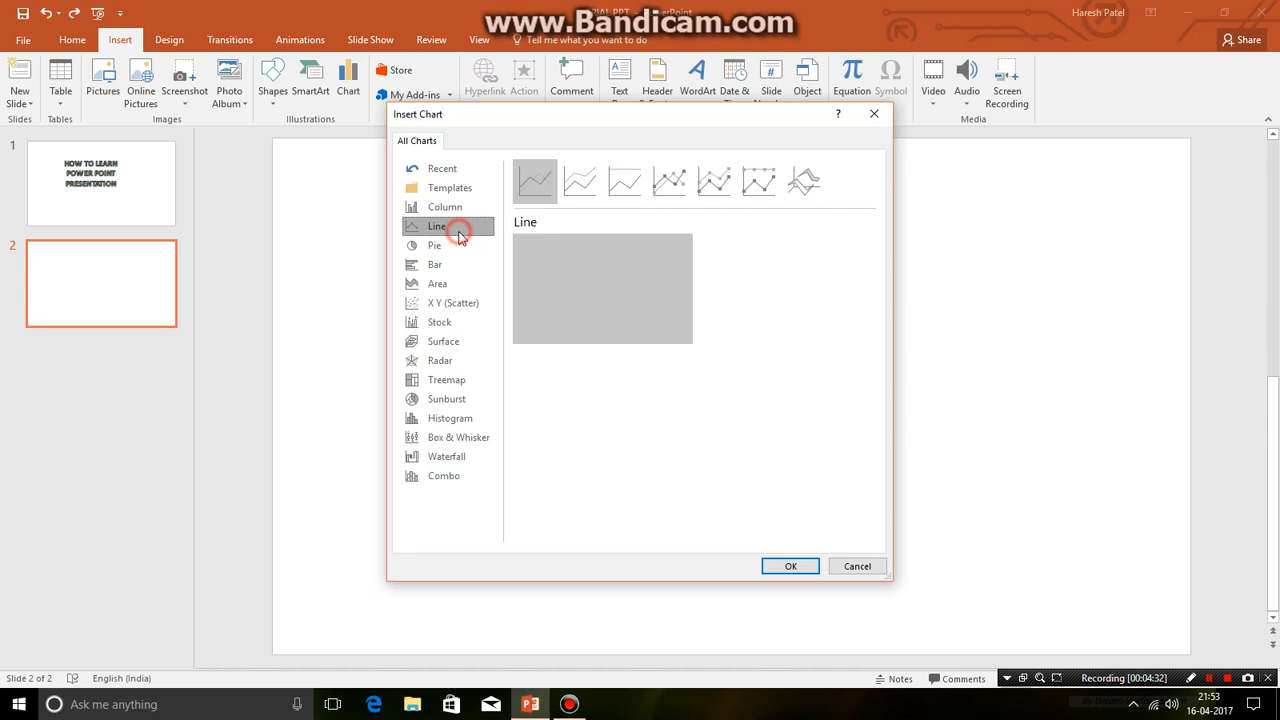 www.Bandicam.com
PowerPoint
Haresh Patel
File Home Insert Design Transitions Animations Slide Show Review View Tell me what you want to do Share
New Slide Table Pictures Online Pictures Screenshot Photo Album Shapes SmartArt Chart Store My Add-ins Hyperlink Action Comment Text Header WordArt Date & Slide Object Equation Symbol Video Audio Screen Recording
Slides Tables Images Illustrations Media
Insert Chart ?
All Charts
1
HOW TO LEARN
POWER POINT
PRESENTATION
2
Recent
Templates
Column
Line
Pie
Bar
Area
X Y (Scatter)
Stock
Surface
Radar
Treemap
Sunburst
Histogram
Box & Whisker
Waterfall
Combo
Line
OK Cancel
Slide 2 of 2 English (India) Notes Comments Recording [00:04:32]
Ask me anything
21:53
16-04-2017